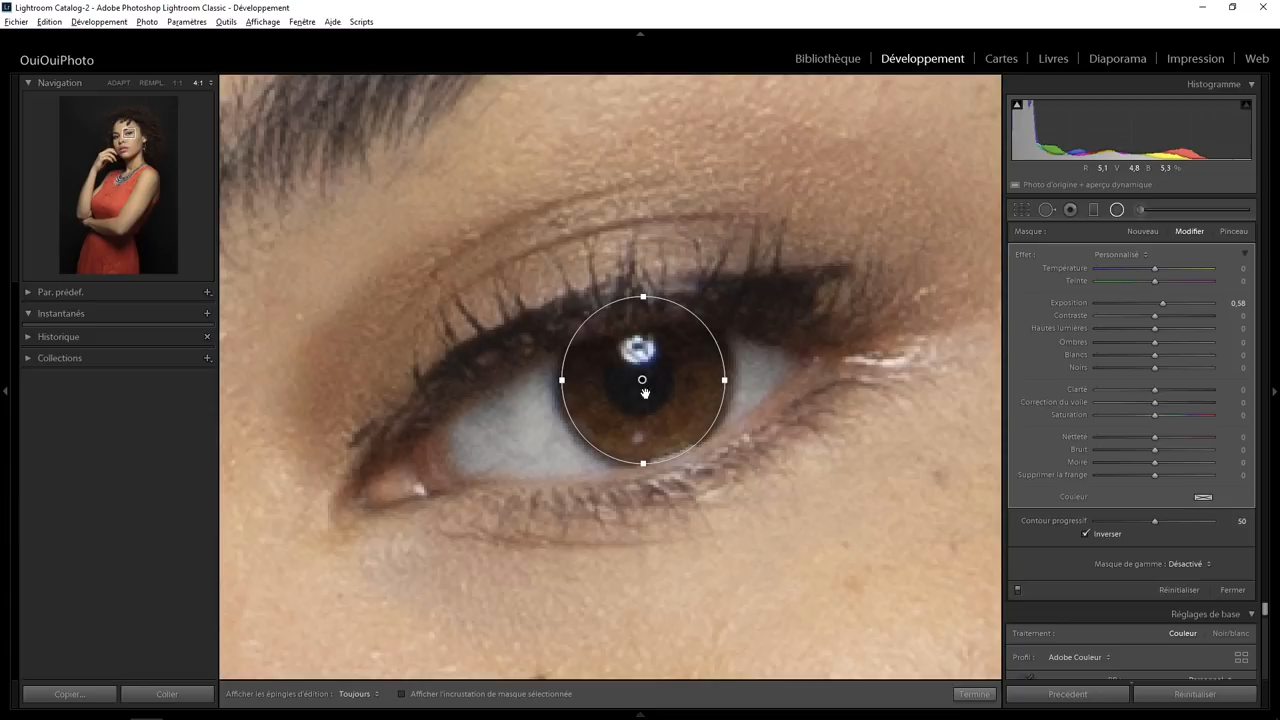 Lightroom Catalog-2 - Adobe Photoshop Lightroom Classic - Développement
Fichier Edition Développement Photo Paramètres Outils Affichage Fenêtre Aide Scripts
OuiOuiPhoto
Bibliothèque Développement Cartes Livres Diaporama Impression Web
Navigation ADAPT. REMPL. 1:1 4:1
Par. prédef.
Instantanés
Historique
Collections
Copier... Coller
Afficher les épingles d'édition : Toujours Afficher l'incrustation de masque sélectionnée Terminé
Histogramme
R 5,1 V 4,8 B 5,3 %
Photo d'origine + aperçu dynamique
Masque : Nouveau Modifier Pinceau
Effet : Personnalisé
Température 0
Teinte 0
Exposition 0,58
Contraste 0
Hautes lumières 0
Ombres 0
Blancs 0
Noirs 0
Clarté 0
Correction du voile 0
Saturation 0
Netteté 0
Bruit 0
Moiré 0
Supprimer la frange 0
Couleur
Contour progressif 50
Inverser
Masque de gamme : Désactivé
Réinitialiser Fermer
Réglages de base
Traitement : Couleur Noir/blanc
Profil : Adobe Couleur
Précédent Réinitialiser